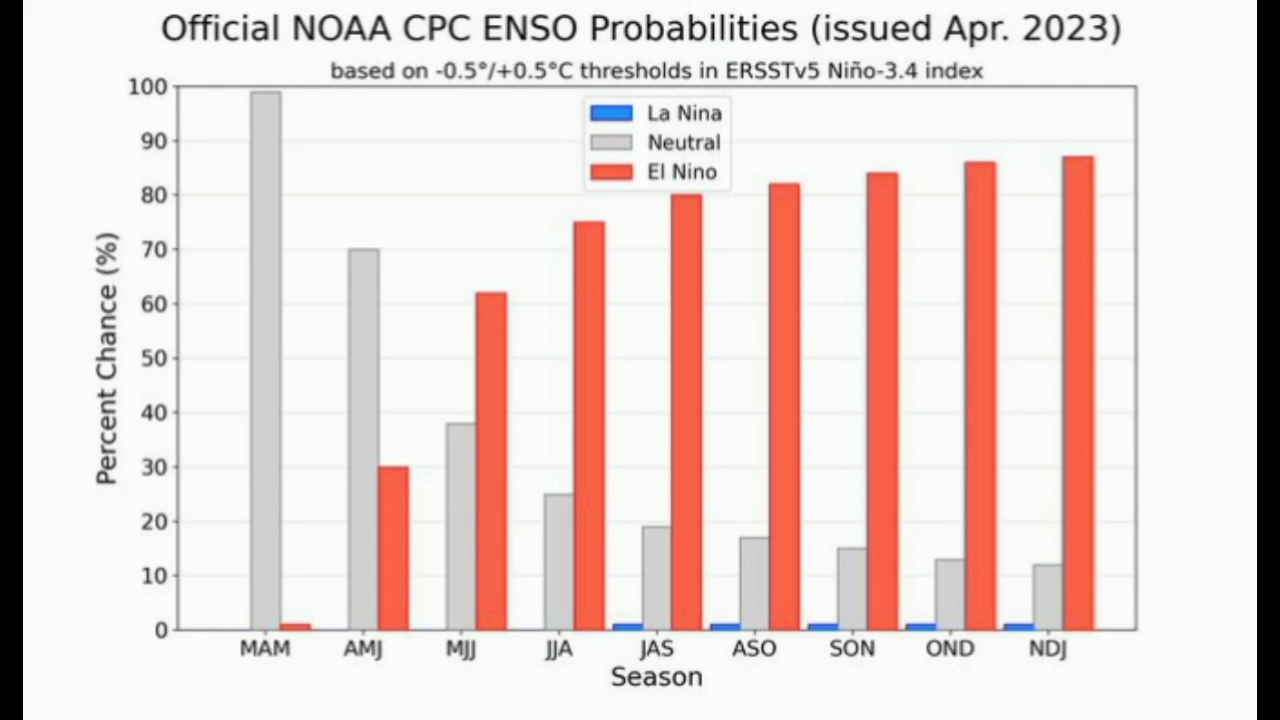 Official NOAA CPC ENSO Probabilities (issued Apr. 2023)
based on -0.5°/+0.5°C thresholds in ERSSTv5 Niño-3.4 index
La Nina
Neutral
El Nino
Percent Chance (%)
100
90
80
70
60
50
40
30
20
10
0
MAM AMJ MJJ JJA JAS ASO SON OND NDJ
Season